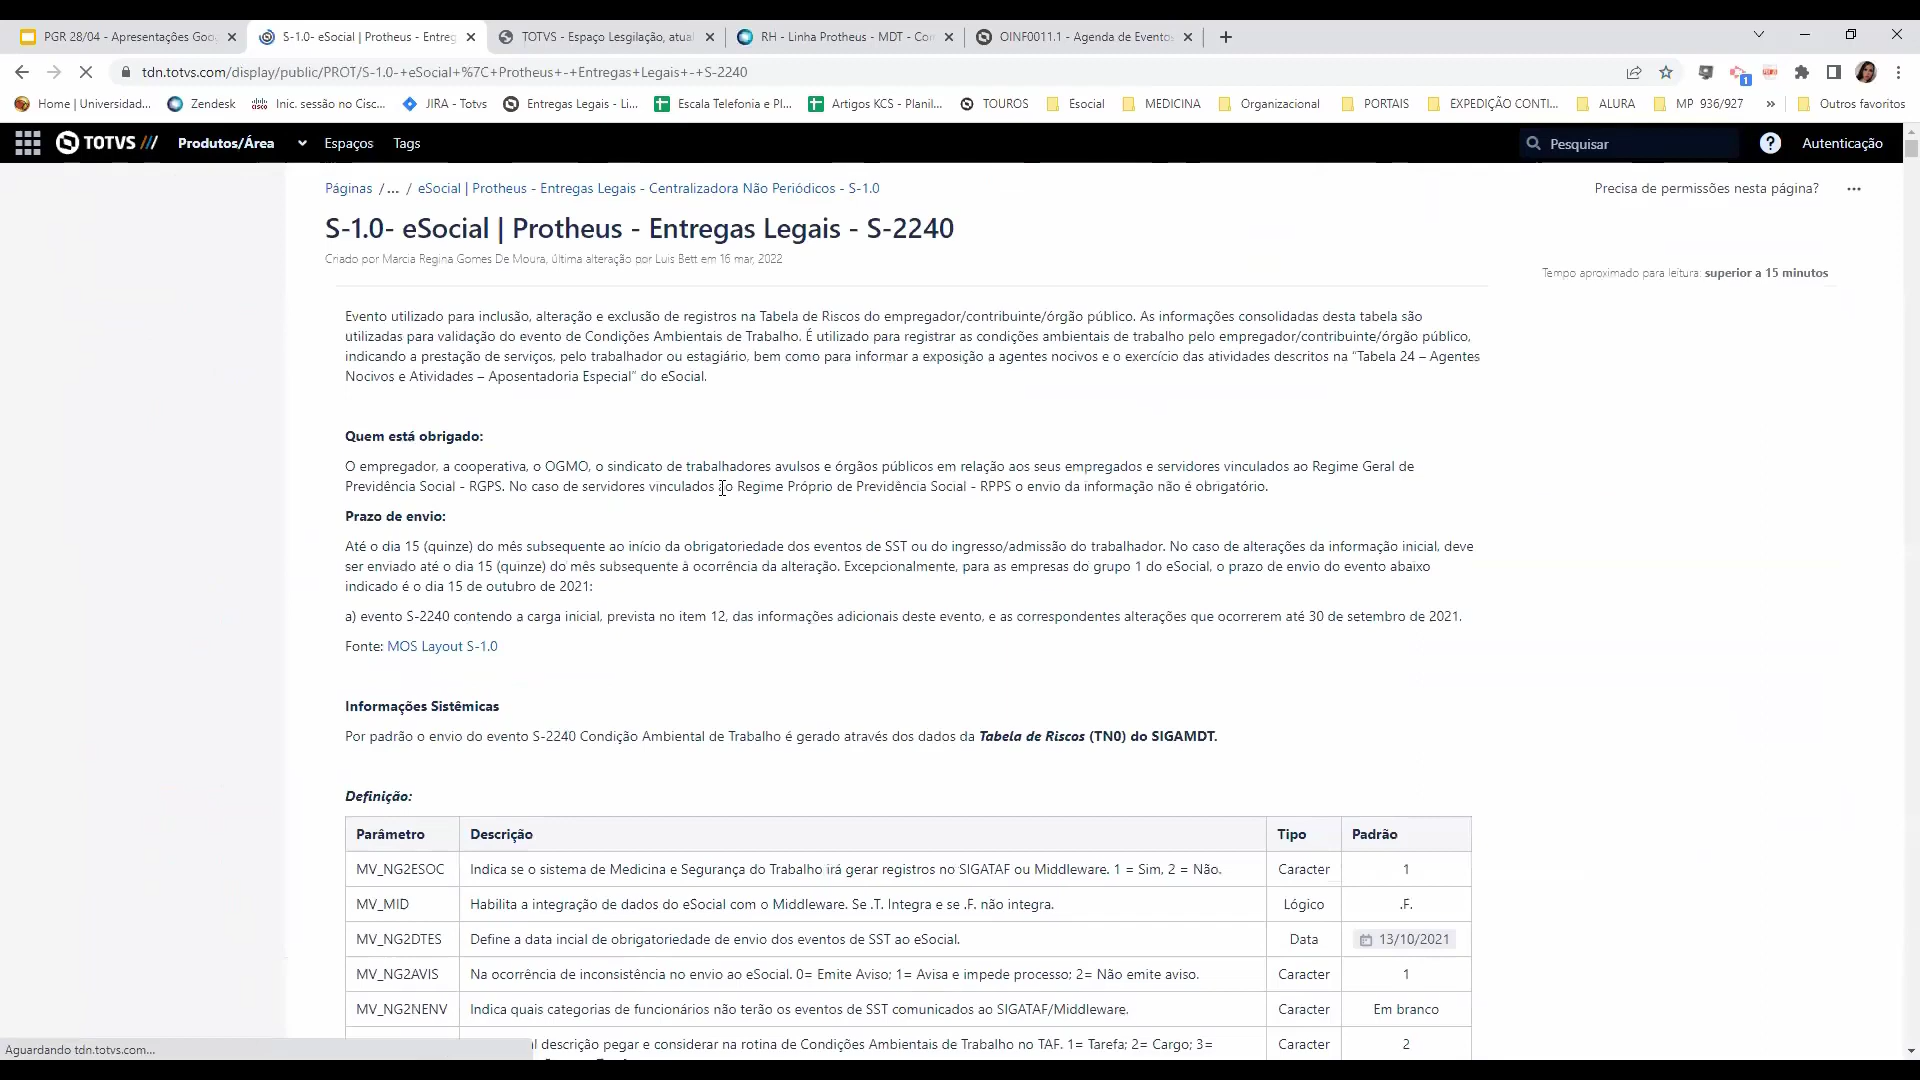 PGR 28/04 - Apresentações Goo
S-1.0- eSocial | Protheus - Entreg
TOTVS - Espaço Lesgilação, atual
RH - Linha Protheus - MDT - Con
OINF0011.1 - Agenda de Eventos
tdn.totvs.com/display/public/PROT/S-1.0-+eSocial+%7C+Protheus+-+Entregas+Legais+-+S-2240
Home | Universidad...
Zendesk
Inic. sessão no Cisc...
JIRA - Totvs
Entregas Legais - Li...
Escala Telefonia e Pl...
Artigos KCS - Planil...
TOUROS
Esocial
MEDICINA
Organizacional
PORTAIS
EXPEDIÇÃO CONTI...
ALURA
MP 936/927
»
Outros favoritos
TOTVS
Produtos/Área
Espaços
Tags
Pesquisar
Autenticação
Páginas /... / eSocial | Protheus - Entregas Legais - Centralizadora Não Periódicos - S-1.0
Precisa de permissões nesta página?
S-1.0- eSocial | Protheus - Entregas Legais - S-2240
Criado por Marcia Regina Gomes De Moura, última alteração por Luis Bett em 16 mar, 2022
Tempo aproximado para leitura: superior a 15 minutos
Evento utilizado para inclusão, alteração e exclusão de registros na Tabela de Riscos do empregador/contribuinte/órgão público. As informações consolidadas desta tabela são
utilizadas para validação do evento de Condições Ambientais de Trabalho. É utilizado para registrar as condições ambientais de trabalho pelo empregador/contribuinte/órgão público,
indicando a prestação de serviços, pelo trabalhador ou estagiário, bem como para informar a exposição a agentes nocivos e o exercício das atividades descritos na “Tabela 24 – Agentes
Nocivos e Atividades – Aposentadoria Especial” do eSocial.
Quem está obrigado:
O empregador, a cooperativa, o OGMO, o sindicato de trabalhadores avulsos e órgãos públicos em relação aos seus empregados e servidores vinculados ao Regime Geral de
Previdência Social - RGPS. No caso de servidores vinculados ao Regime Próprio de Previdência Social - RPPS o envio da informação não é obrigatório.
Prazo de envio:
Até o dia 15 (quinze) do mês subsequente ao início da obrigatoriedade dos eventos de SST ou do ingresso/admissão do trabalhador. No caso de alterações da informação inicial, deve
ser enviado até o dia 15 (quinze) do mês subsequente à ocorrência da alteração. Excepcionalmente, para as empresas do grupo 1 do eSocial, o prazo de envio do evento abaixo
indicado é o dia 15 de outubro de 2021:
a) evento S-2240 contendo a carga inicial, prevista no item 12, das informações adicionais deste evento, e as correspondentes alterações que ocorrerem até 30 de setembro de 2021.
Fonte: MOS Layout S-1.0
Informações Sistêmicas
Por padrão o envio do evento S-2240 Condição Ambiental de Trabalho é gerado através dos dados da Tabela de Riscos (TN0) do SIGAMDT.
Definição:
Parâmetro Descrição Tipo Padrão
MV_NG2ESOC Indica se o sistema de Medicina e Segurança do Trabalho irá gerar registros no SIGATAF ou Middleware. 1 = Sim, 2 = Não. Caracter 1
MV_MID Habilita a integração de dados do eSocial com o Middleware. Se .T. Integra e se .F. não integra. Lógico .F.
MV_NG2DTES Define a data incial de obrigatoriedade de envio dos eventos de SST ao eSocial. Data 13/10/2021
MV_NG2AVIS Na ocorrência de inconsistência no envio ao eSocial. 0= Emite Aviso; 1= Avisa e impede processo; 2= Não emite aviso. Caracter 1
MV_NG2NENV Indica quais categorias de funcionários não terão os eventos de SST comunicados ao SIGATAF/Middleware. Caracter Em branco
descrição pegar e considerar na rotina de Condições Ambientais de Trabalho no TAF. 1= Tarefa; 2= Cargo; 3= Caracter 2
Aguardando tdn.totvs.com...